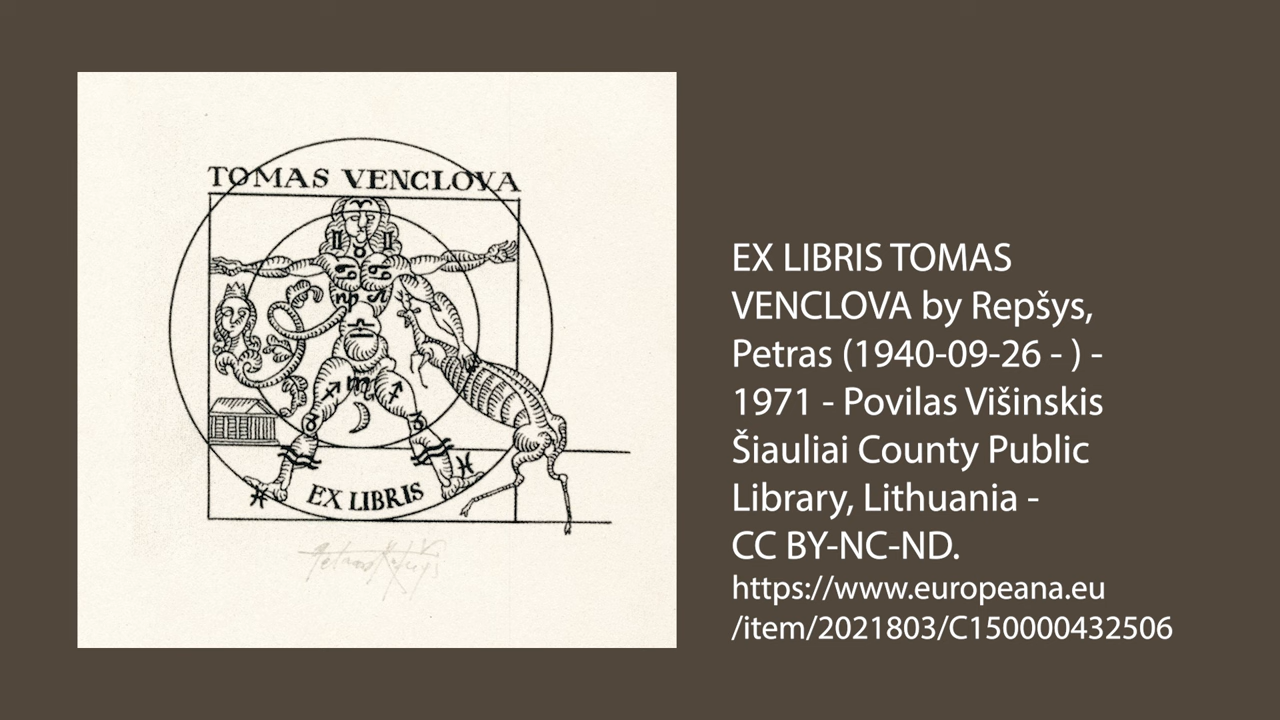 TOMAS VENCLOVA
EX LIBRIS
EX LIBRIS TOMAS
VENCLOVA by Repšys,
Petras (1940-09-26 - ) -
1971 - Povilas Višinskis
Šiauliai County Public
Library, Lithuania -
CC BY-NC-ND.
https://www.europeana.eu
/item/2021803/C150000432506